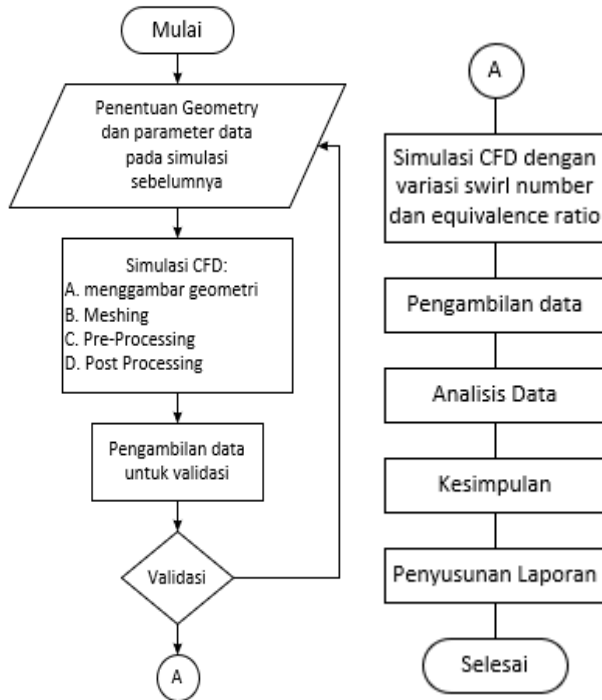 Mulai
Penentuan Geometry
dan parameter data
pada simulasi
sebelumnya
Simulasi CFD:
A. menggambar geometri
B. Meshing
C. Pre-Processing
D. Post Processing
Pengambilan data
untuk validasi
Validasi
A
A
Simulasi CFD dengan
variasi swirl number
dan equivalence ratio
Pengambilan data
Analisis Data
Kesimpulan
Penyusunan Laporan
Selesai